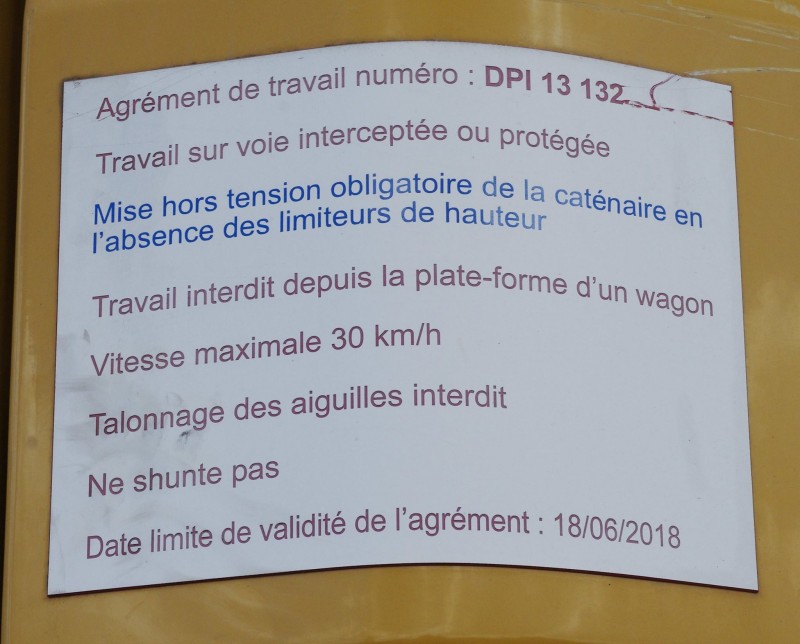 Agrément de travail numéro : DPI 13 132
Travail sur voie interceptée ou protégée
Mise hors tension obligatoire de la caténaire en
l'absence des limiteurs de hauteur
Travail interdit depuis la plate-forme d'un wagon
Vitesse maximale 30 km/h
Talonnage des aiguilles interdit
Ne shunte pas
Date limite de validité de l'agrément : 18/06/2018